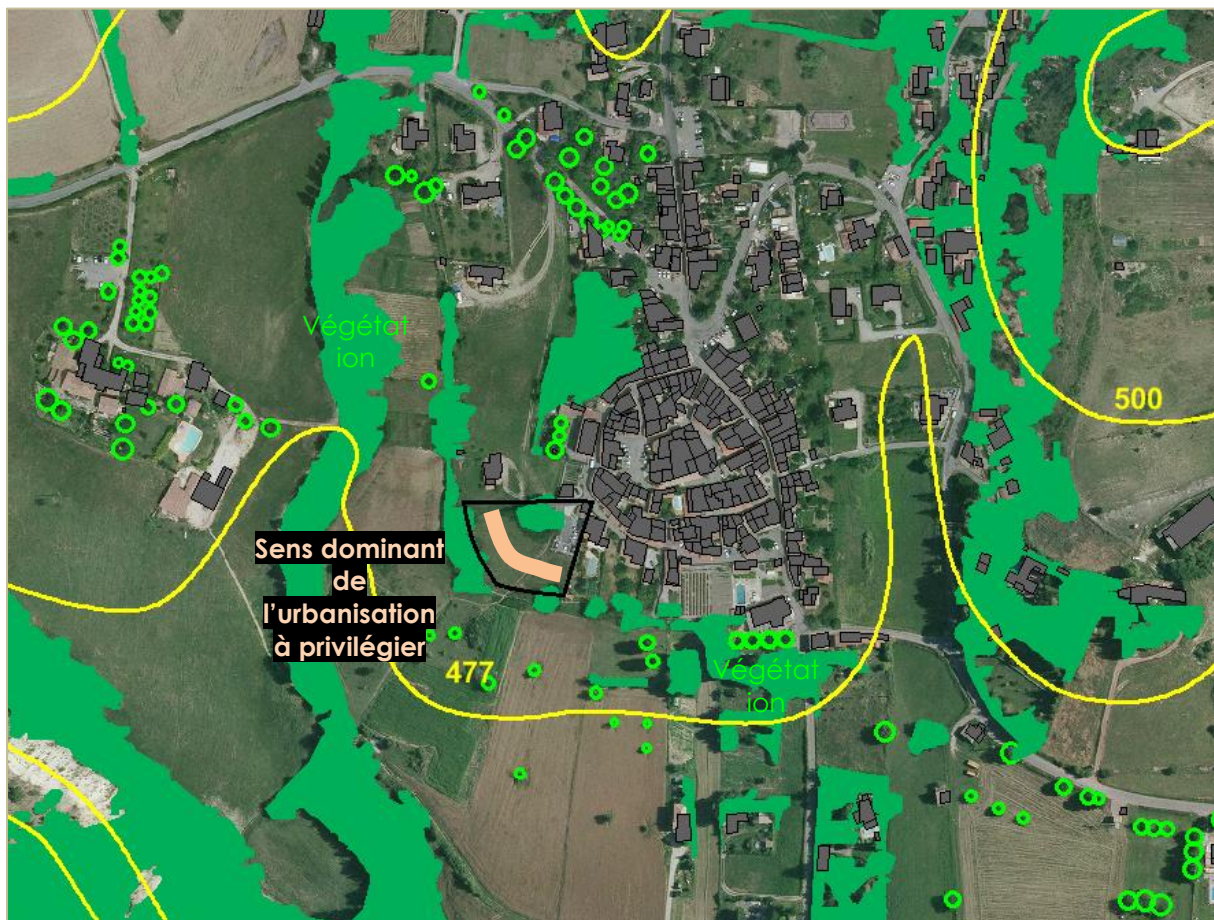 Végétat
ion
500
Sens dominant
de
l'urbanisation
à privilégier
477
Végétat
ion